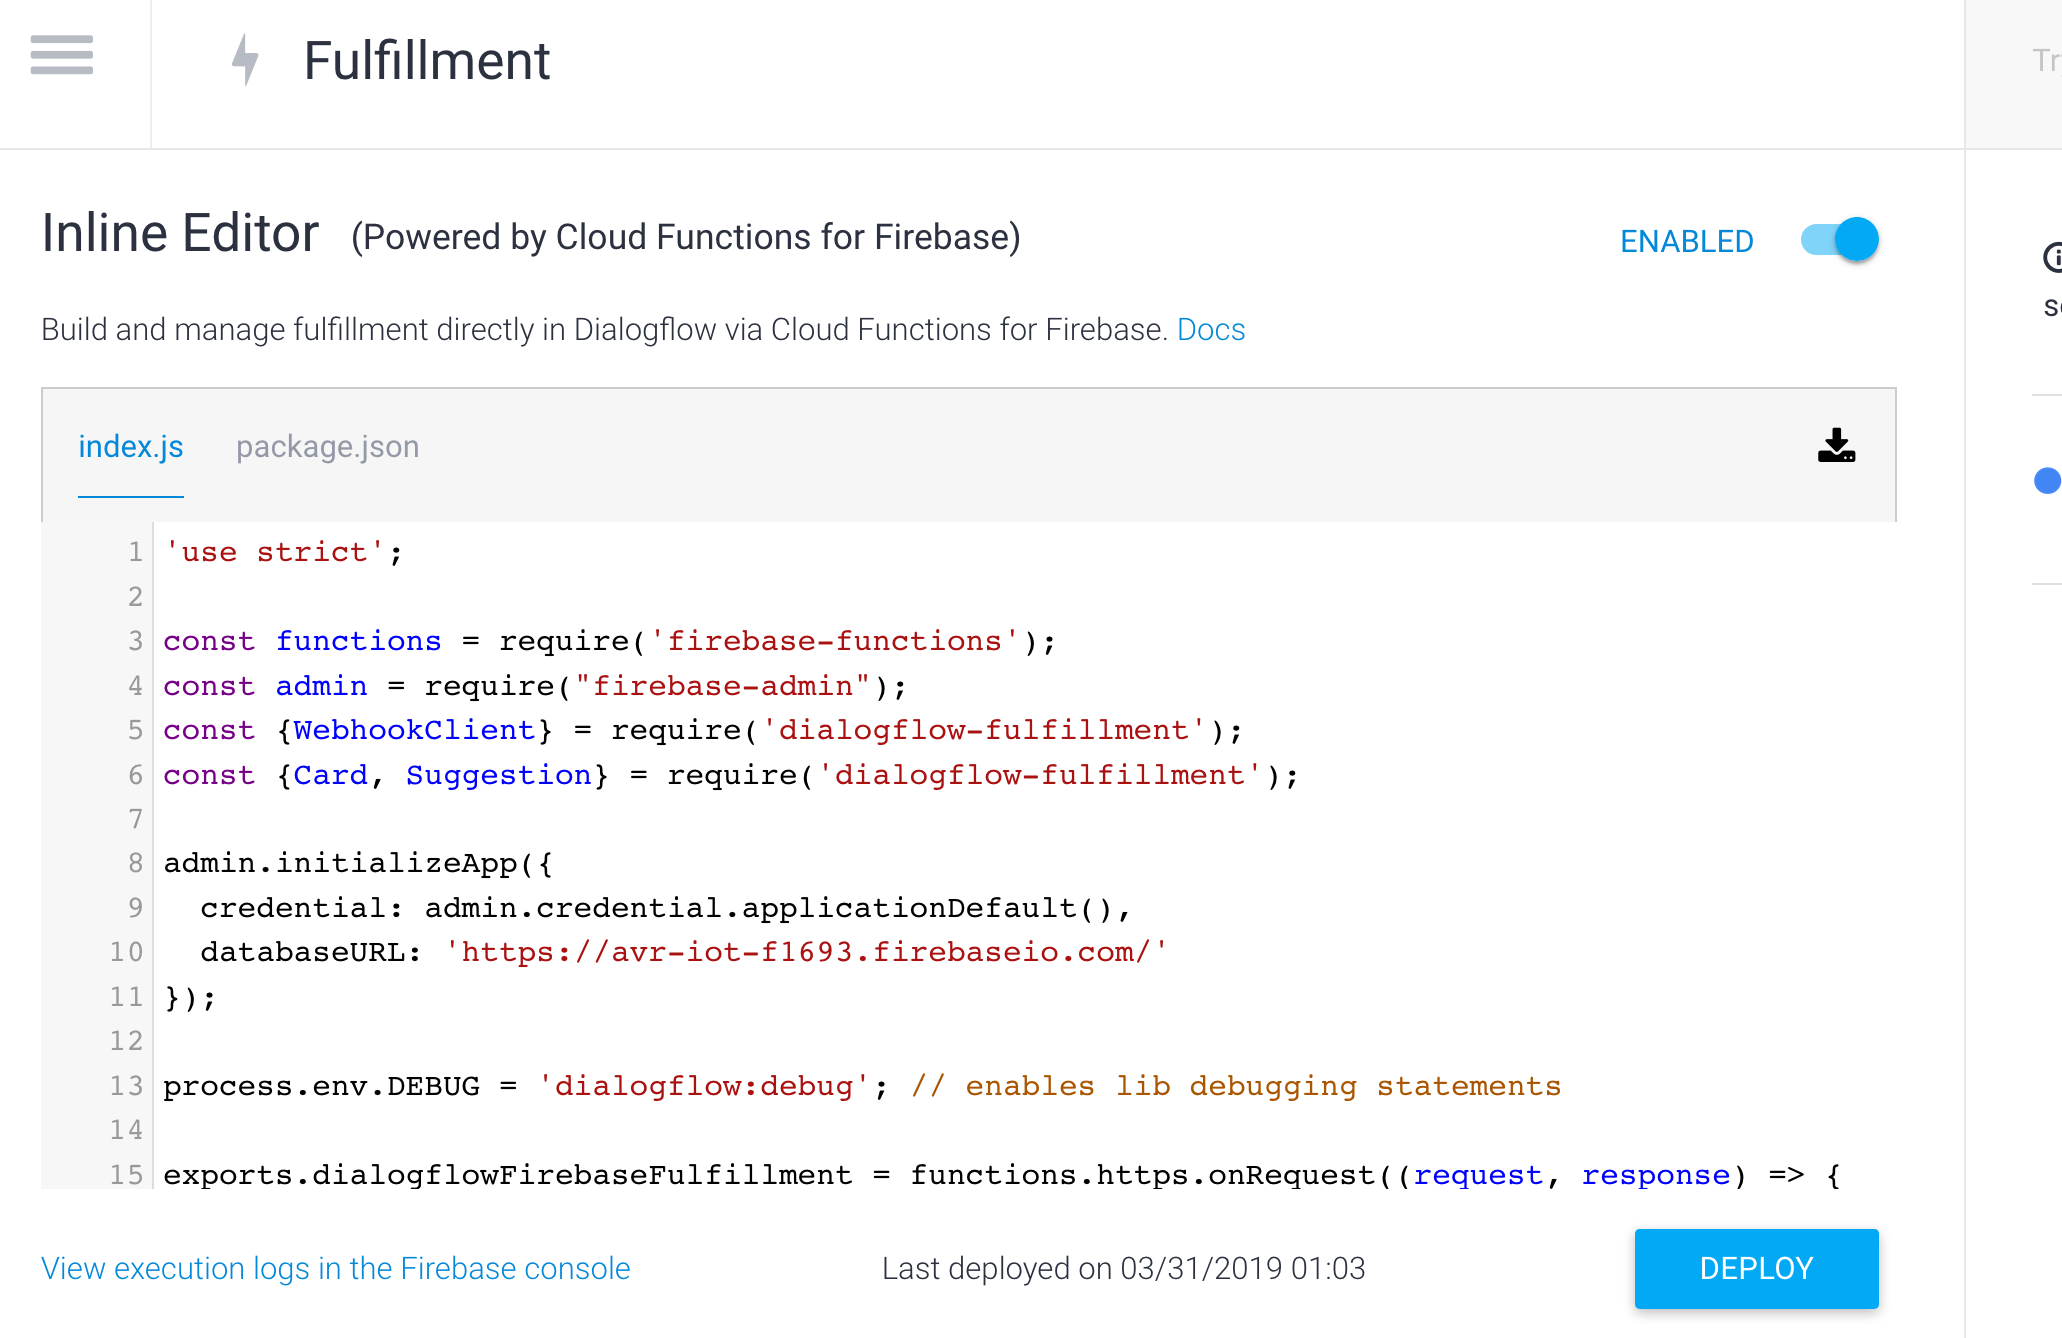 Fulfillment
Inline Editor (Powered by Cloud Functions for Firebase)
ENABLED
Build and manage fulfillment directly in Dialogflow via Cloud Functions for Firebase. Docs
index.js package.json
1 'use strict';
2
3 const functions = require('firebase-functions');
4 const admin = require("firebase-admin");
5 const {WebhookClient} = require('dialogflow-fulfillment');
6 const {Card, Suggestion} = require('dialogflow-fulfillment');
7
8 admin.initializeApp({
9   credential: admin.credential.applicationDefault(),
10   databaseURL: 'https://avr-iot-f1693.firebaseio.com/'
11 });
12
13 process.env.DEBUG = 'dialogflow:debug'; // enables lib debugging statements
14
15 exports.dialogflowFirebaseFulfillment = functions.https.onRequest((request, response) => {
View execution logs in the Firebase console
Last deployed on 03/31/2019 01:03
DEPLOY